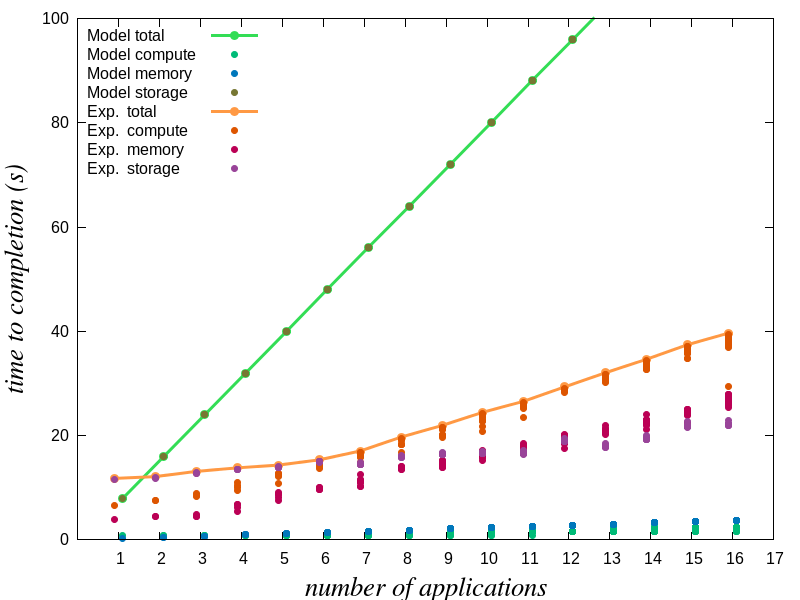 100
80
60
40
20
0
time to completion (s)
Model total
Model compute
Model memory
Model storage
Exp. total
Exp. compute
Exp. memory
Exp. storage
1 2 3 4 5 6 7 8 9 10 11 12 13 14 15 16 17
number of applications